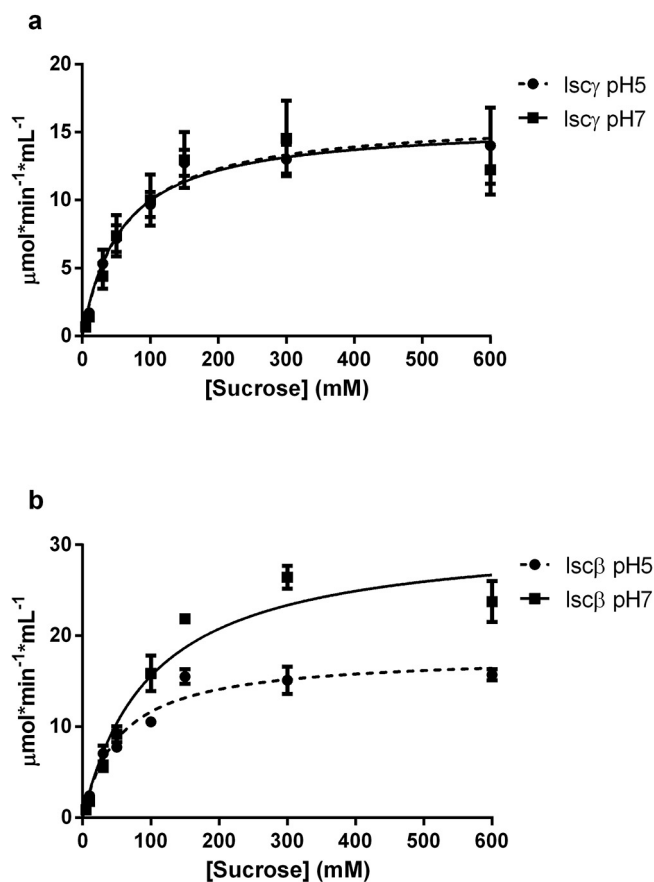 a
20
15
10
5
0
μmol*min⁻¹*mL⁻¹
0 100 200 300 400 500 600
[Sucrose] (mM)
Iscγ pH5
Iscγ pH7
b
30
20
10
0
μmol*min⁻¹*mL⁻¹
0 100 200 300 400 500 600
[Sucrose] (mM)
Iscβ pH5
Iscβ pH7